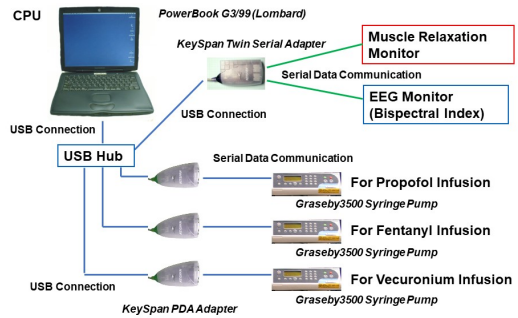 CPU
PowerBook G3/99 (Lombard)
KeySpan Twin Serial Adapter
Muscle Relaxation
Monitor
Serial Data Communication
EEG Monitor
(Bispectral Index)
USB Connection
USB Connection
USB Hub
Serial Data Communication
For Propofol Infusion
Graseby3500 Syringe Pump
For Fentanyl Infusion
Graseby3500 Syringe Pump
For Vecuronium Infusion
USB Connection
Graseby3500 Syringe Pump
KeySpan PDA Adapter